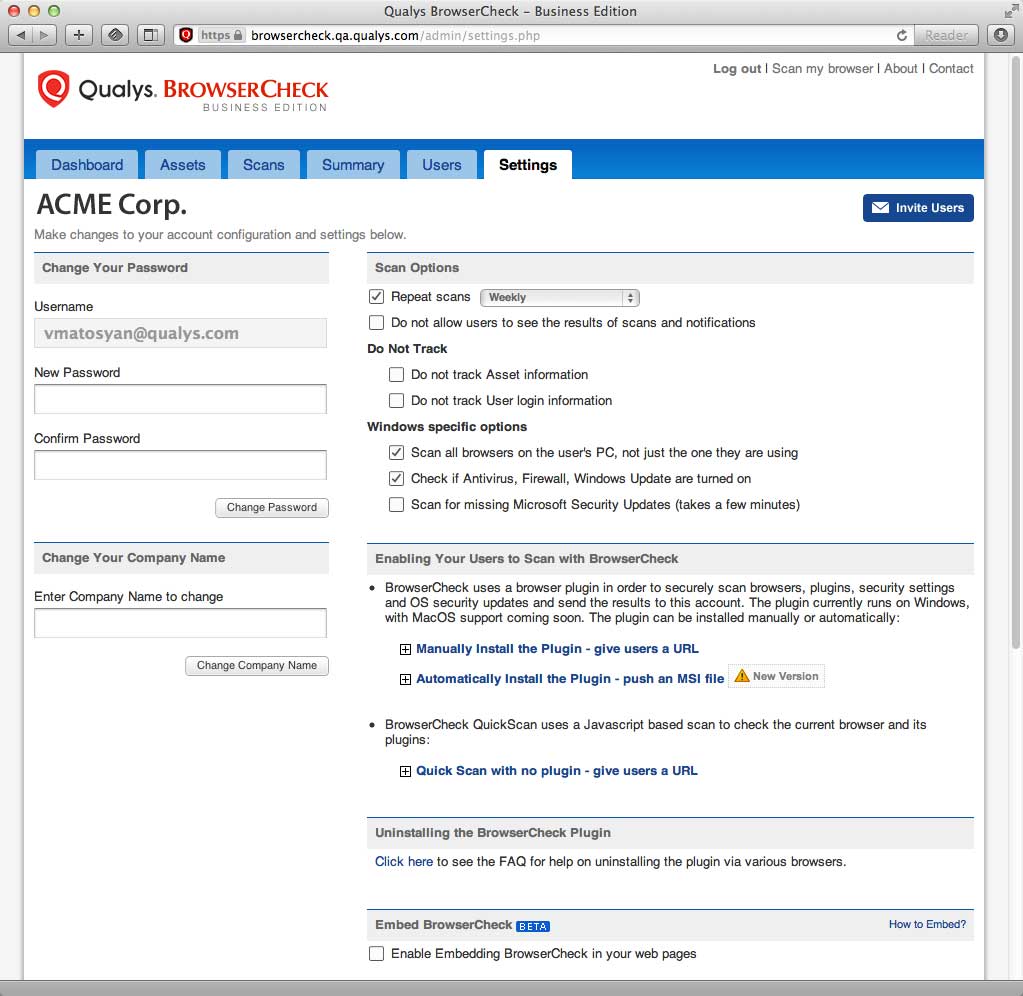 Qualys BrowserCheck – Business Edition
https browsercheck.qa.qualys.com/admin/settings.php Reader
Log out | Scan my browser | About | Contact
Qualys. BROWSERCHECK
BUSINESS EDITION
Dashboard Assets Scans Summary Users Settings
ACME Corp.
Invite Users
Make changes to your account configuration and settings below.
Change Your Password
Username
vmatosyan@qualys.com
New Password
Confirm Password
Change Password
Change Your Company Name
Enter Company Name to change
Change Company Name
Scan Options
Repeat scans Weekly
Do not allow users to see the results of scans and notifications
Do Not Track
Do not track Asset information
Do not track User login information
Windows specific options
Scan all browsers on the user's PC, not just the one they are using
Check if Antivirus, Firewall, Windows Update are turned on
Scan for missing Microsoft Security Updates (takes a few minutes)
Enabling Your Users to Scan with BrowserCheck
• BrowserCheck uses a browser plugin in order to securely scan browsers, plugins, security settings
and OS security updates and send the results to this account. The plugin currently runs on Windows,
with MacOS support coming soon. The plugin can be installed manually or automatically:
Manually Install the Plugin - give users a URL
Automatically Install the Plugin - push an MSI file New Version
• BrowserCheck QuickScan uses a Javascript based scan to check the current browser and its
plugins:
Quick Scan with no plugin - give users a URL
Uninstalling the BrowserCheck Plugin
Click here to see the FAQ for help on uninstalling the plugin via various browsers.
Embed BrowserCheck BETA How to Embed?
Enable Embedding BrowserCheck in your web pages